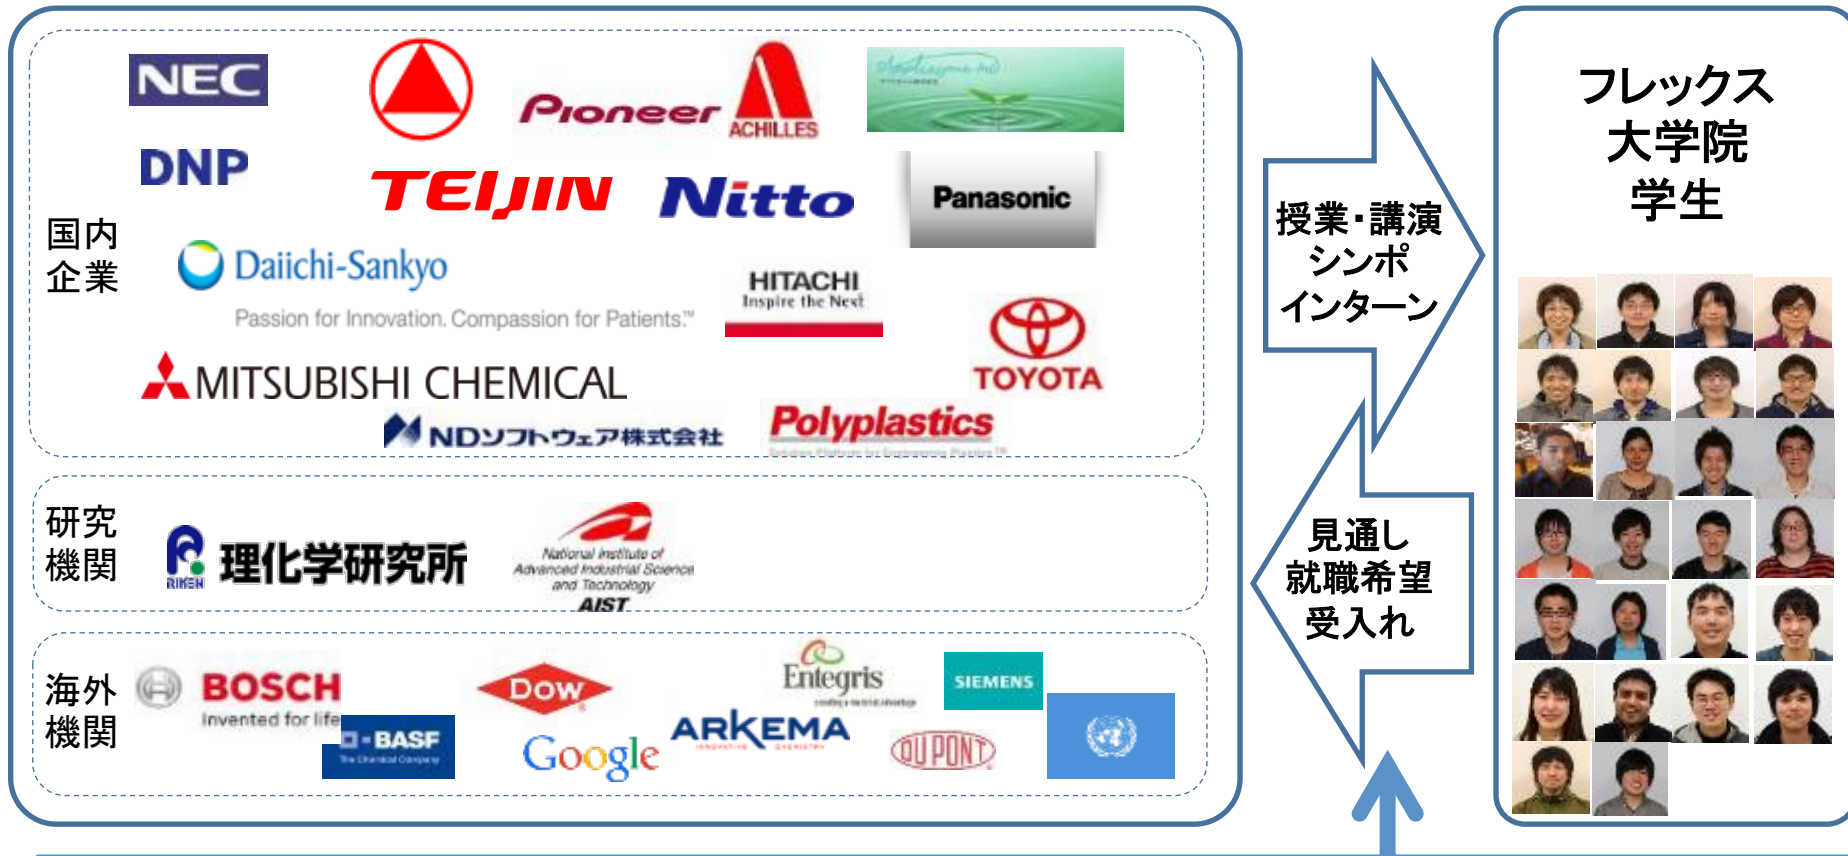 NEC
Pioneer
ACHILLES
DNP
TEIJIN
Nitto
Panasonic
国内
企業
Daiichi-Sankyo
Passion for Innovation. Compassion for Patients.™
HITACHI
Inspire the Next
TOYOTA
MITSUBISHI CHEMICAL
NDソフトウェア株式会社
Polyplastics
研究
機関
RIKEN
理化学研究所
National Institute of
Advanced Industrial Science
and Technology
AIST
海外
機関
BOSCH
Invented for life
BASF
The Chemical Company
DOW
Google
Entegris
ARKEMA
INNOVATIVE CHEMISTRY
SIEMENS
DUPONT
授業・講演
シンポ
インターン
見通し
就職希望
受入れ
フレックス
大学院
学生